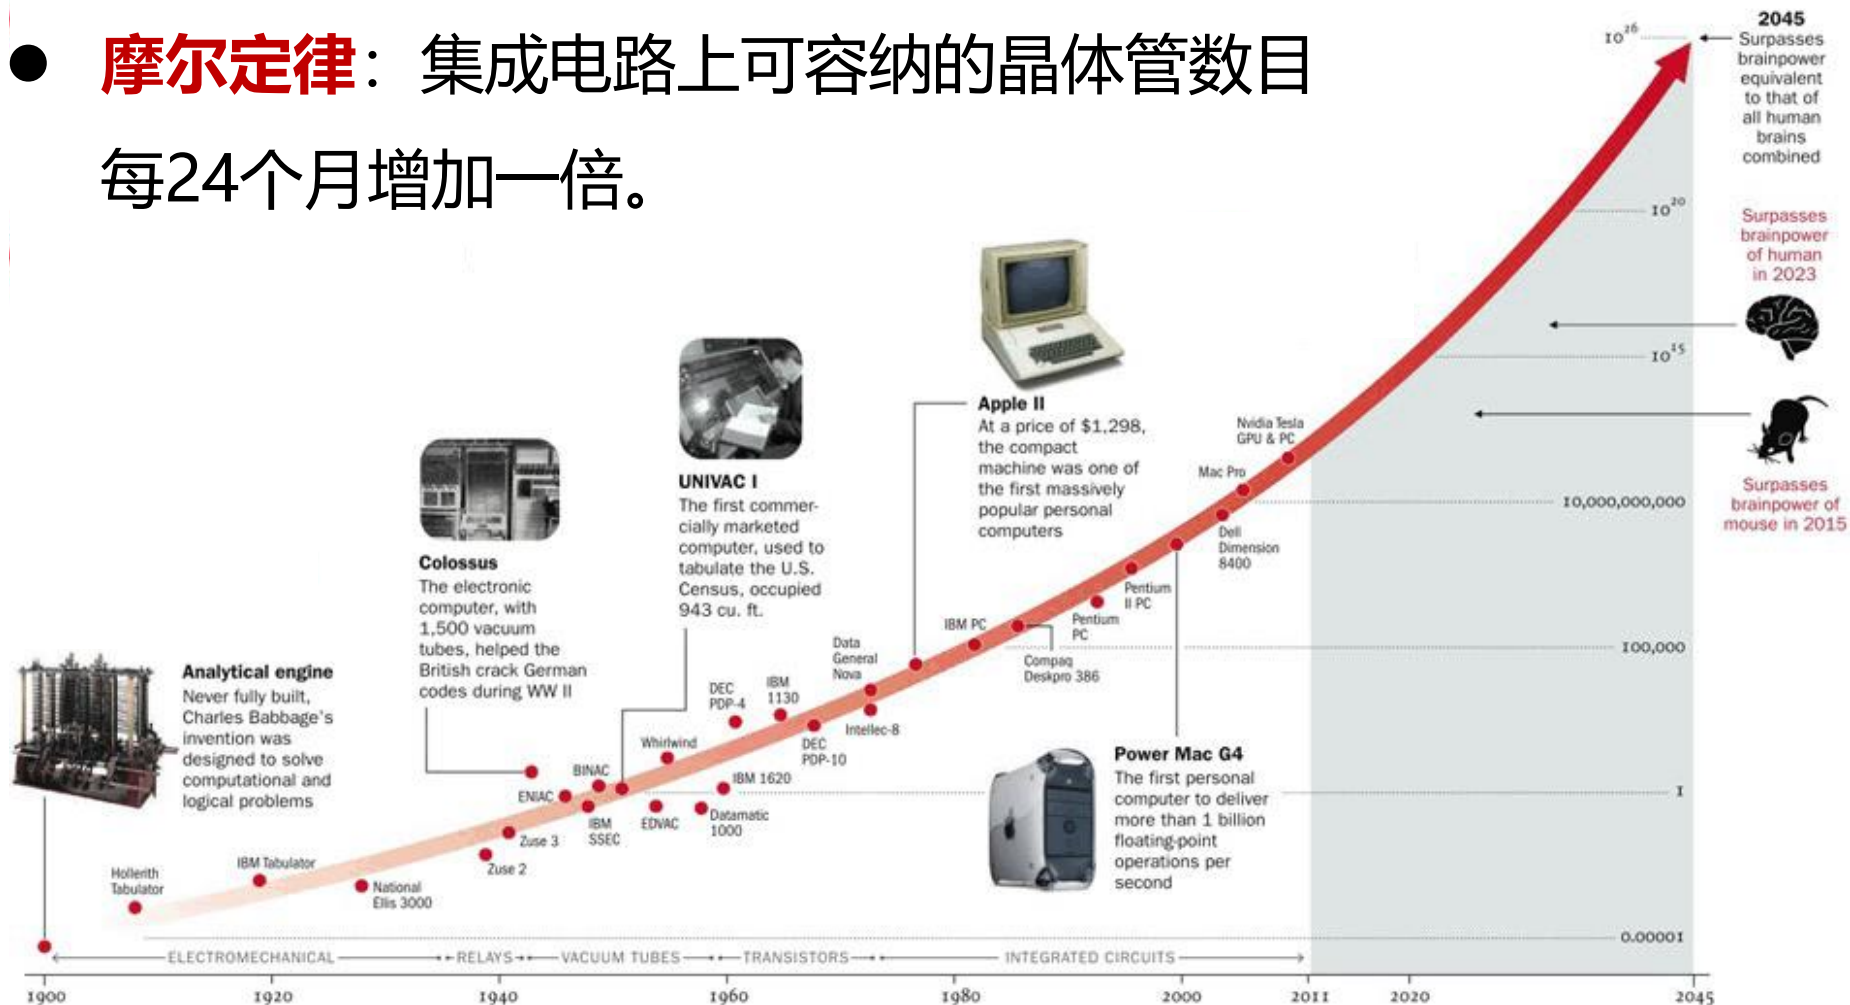 ● 摩尔定律：集成电路上可容纳的晶体管数目
每24个月增加一倍。
2045
Surpasses
brainpower
equivalent
to that of
all human
brains
combined
10²⁶
10²⁰
Surpasses
brainpower
of human
in 2023
10¹⁵
Surpasses
brainpower of
mouse in 2015
10,000,000,000
100,000
1
0.00001
Analytical engine
Never fully built,
Charles Babbage's
invention was
designed to solve
computational and
logical problems
Colossus
The electronic
computer, with
1,500 vacuum
tubes, helped the
British crack German
codes during WW II
UNIVAC I
The first commer-
cially marketed
computer, used to
tabulate the U.S.
Census, occupied
943 cu. ft.
Apple II
At a price of $1,298,
the compact
machine was one of
the first massively
popular personal
computers
Power Mac G4
The first personal
computer to deliver
more than 1 billion
floating-point
operations per
second
Hollerith
Tabulator
IBM Tabulator
National
Ellis 3000
Zuse 2
Zuse 3
ENIAC
BINAC
IBM
SSEC
Whirlwind
EDVAC
Datamatic
1000
IBM 1620
DEC
PDP-4
IBM
1130
DEC
PDP-10
Data
General
Nova
Intellec-8
IBM PC
Compaq
Deskpro 386
Pentium
PC
Pentium
II PC
Dell
Dimension
8400
Mac Pro
Nvidia Tesla
GPU & PC
ELECTROMECHANICAL
RELAYS
VACUUM TUBES
TRANSISTORS
INTEGRATED CIRCUITS
1900
1920
1940
1960
1980
2000
2011
2020
2045